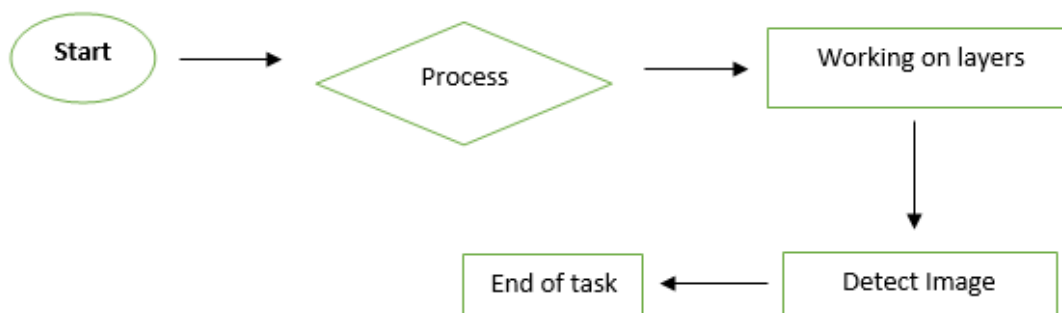 Start
Process
Working on layers
Detect Image
End of task